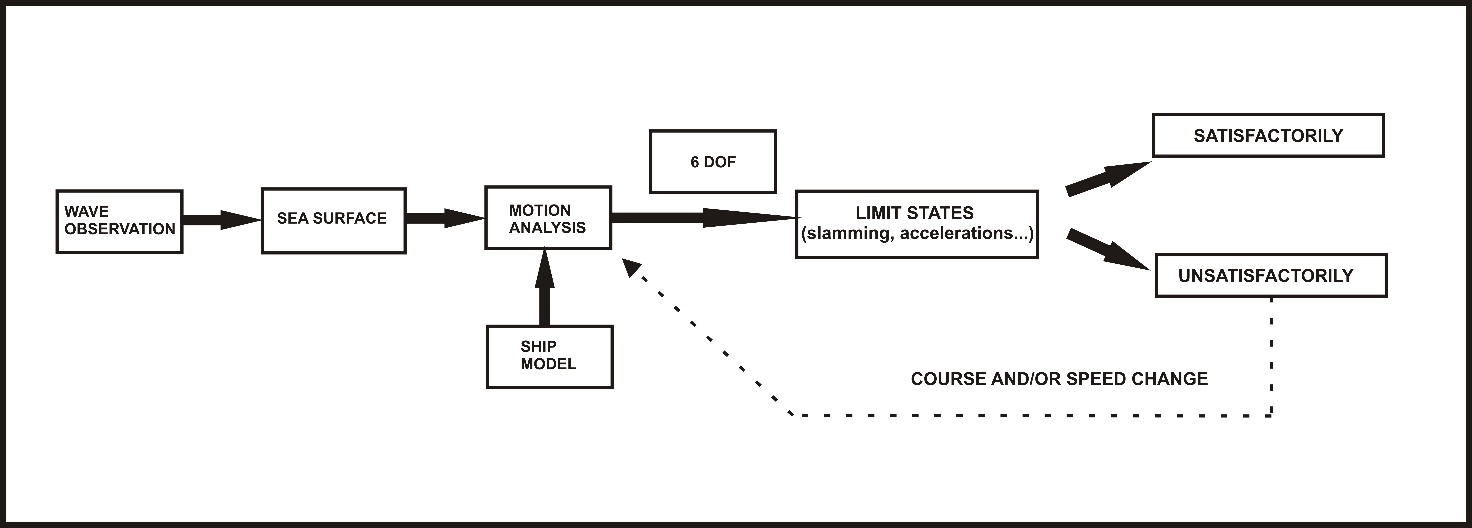 WAVE
OBSERVATION
SEA SURFACE
MOTION
ANALYSIS
SHIP
MODEL
6 DOF
LIMIT STATES
(slamming, accelerations...)
SATISFACTORILY
UNSATISFACTORILY
COURSE AND/OR SPEED CHANGE